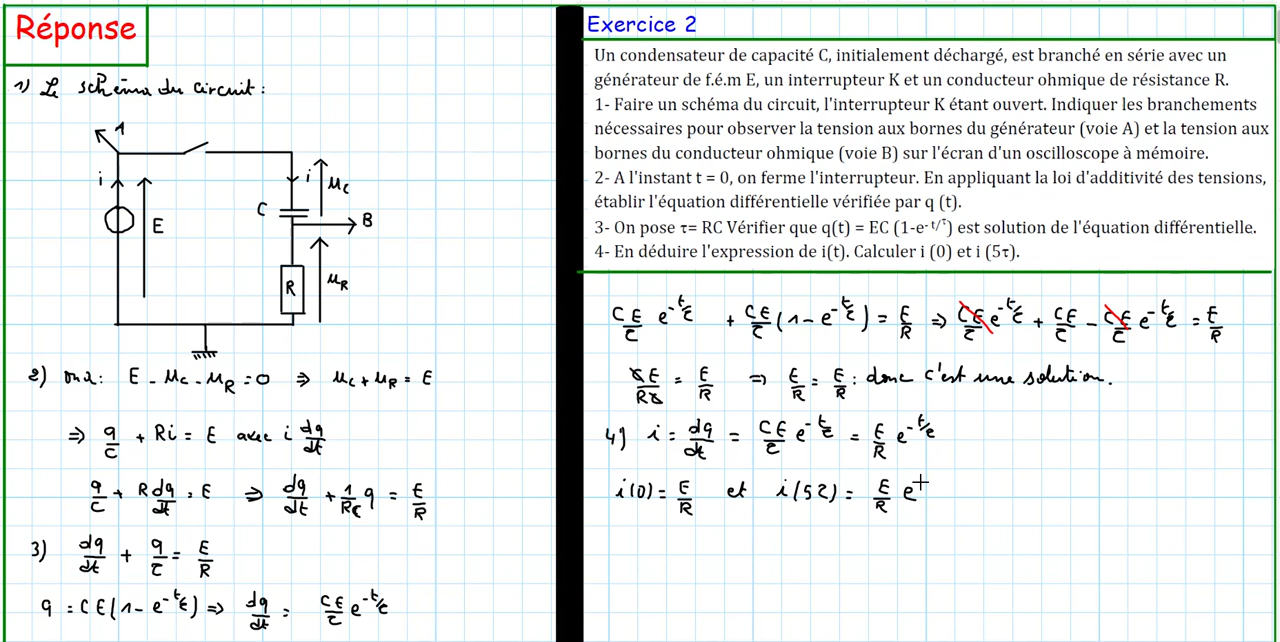 Réponse
1) Le schéma du circuit :
A
i
E
C
i
μC
B
R
μR
2) on a : E - μC - μR = 0 ⇒ μC + μR = E
⇒ q/C + Ri = E avec i dq/dt
q/C + R dq/dt = E ⇒ dq/dt + 1/RC q = E/R
3) dq/dt + q/τ = E/R
q = CE(1 - e^-t/τ) ⇒ dq/dt = CE/τ e^-t/τ
Exercice 2
Un condensateur de capacité C, initialement déchargé, est branché en série avec un
générateur de f.é.m E, un interrupteur K et un conducteur ohmique de résistance R.
1- Faire un schéma du circuit, l'interrupteur K étant ouvert. Indiquer les branchements
nécessaires pour observer la tension aux bornes du générateur (voie A) et la tension aux
bornes du conducteur ohmique (voie B) sur l'écran d'un oscilloscope à mémoire.
2- A l'instant t = 0, on ferme l'interrupteur. En appliquant la loi d'additivité des tensions,
établir l'équation différentielle vérifiée par q (t).
3- On pose τ= RC Vérifier que q(t) = EC (1-e^-t/τ) est solution de l'équation différentielle.
4- En déduire l'expression de i(t). Calculer i (0) et i (5τ).
CE/τ e^-t/τ + CE/τ (1 - e^-t/τ) = E/R ⇒ CE/τ e^-t/τ + CE/τ - CE/τ e^-t/τ = E/R
CE/RC = E/R ⇒ E/R = E/R : donc c'est une solution.
4) i = dq/dt = CE/τ e^-t/τ = E/R e^-t/τ
i(0) = E/R et i(5τ) = E/R e